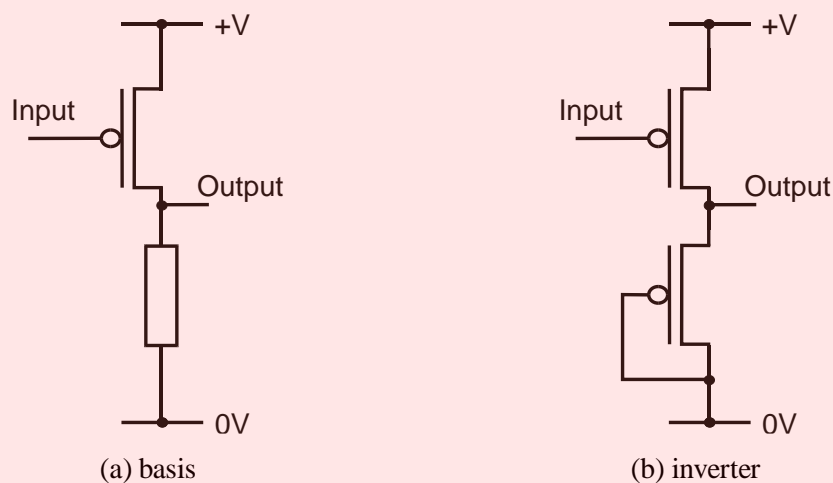 +V
Input
Output
0V
(a) basis
+V
Input
Output
0V
(b) inverter